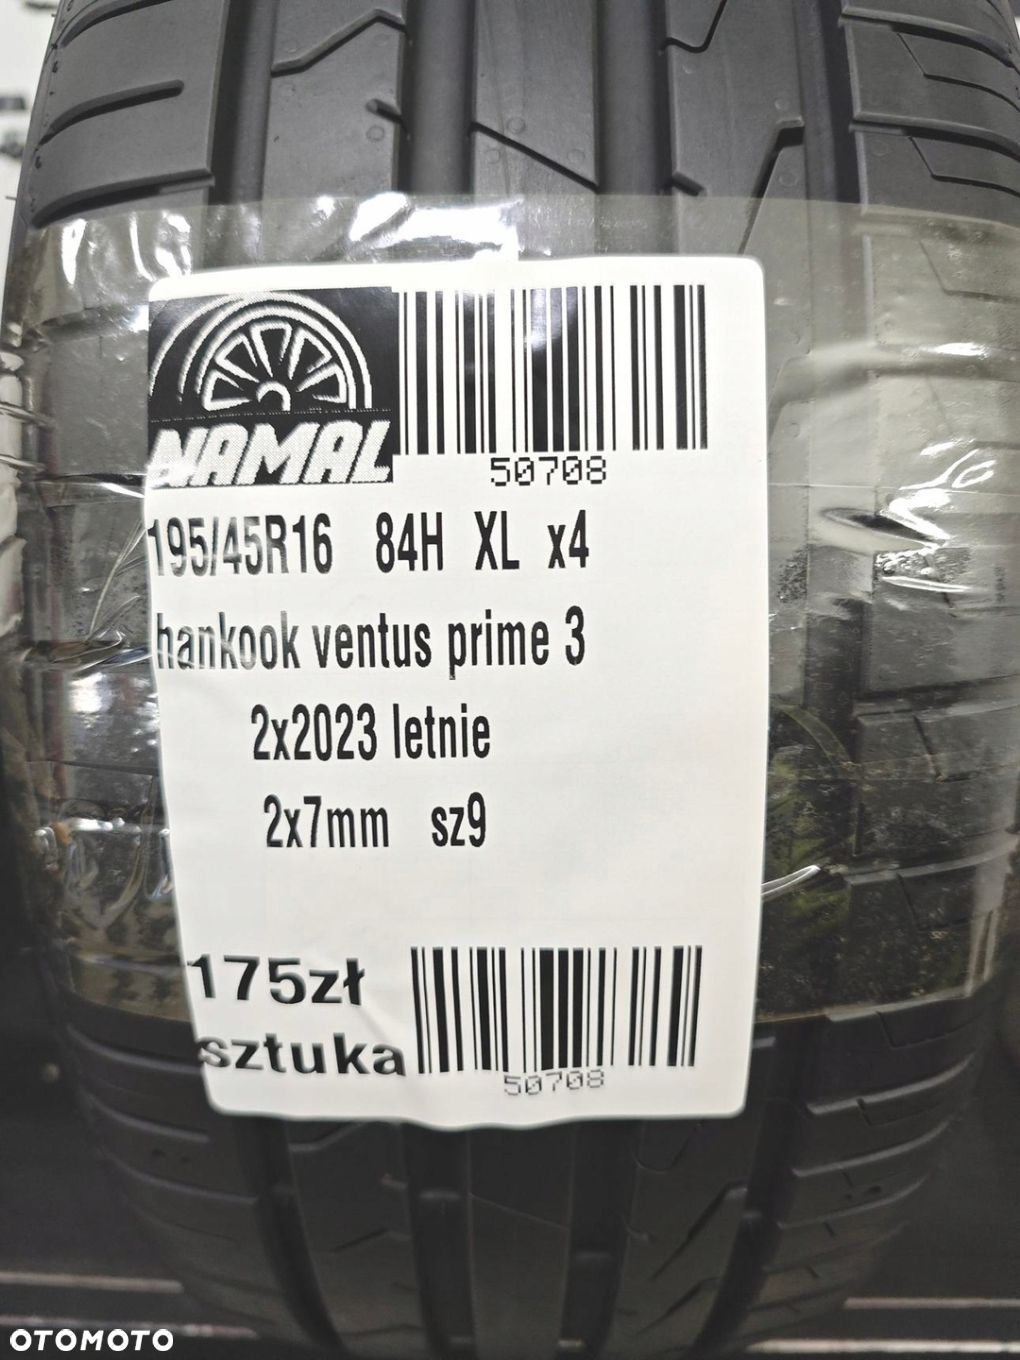 NAMAL
50708
195/45R16 84H XL x4
hankook ventus prime 3
2x2023 letnie
2x7mm sz9
175zł
sztuka
50708
OTOMOTO